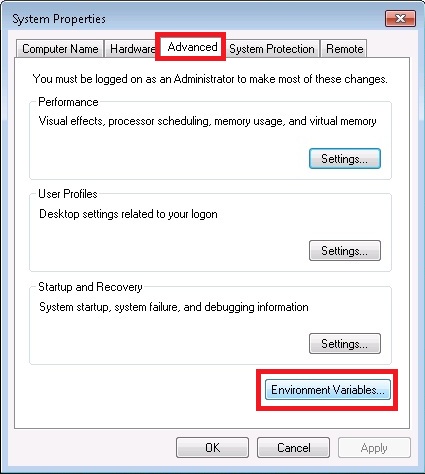 System Properties
Computer Name Hardware Advanced System Protection Remote
You must be logged on as an Administrator to make most of these changes.
Performance
Visual effects, processor scheduling, memory usage, and virtual memory
Settings...
User Profiles
Desktop settings related to your logon
Settings...
Startup and Recovery
System startup, system failure, and debugging information
Settings...
Environment Variables...
OK Cancel Apply